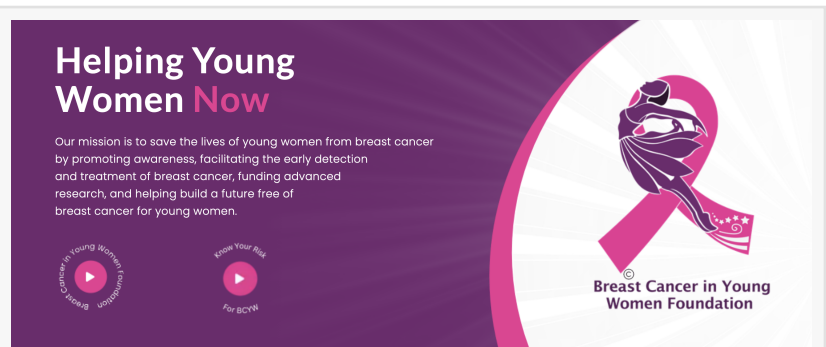 Helping Young
Women Now
Our mission is to save the lives of young women from breast cancer
by promoting awareness, facilitating the early detection
and treatment of breast cancer, funding advanced
research, and helping build a future free of
breast cancer for young women.
Breast Cancer in Young Women Foundation
Know Your Risk
For BCYW
©
Breast Cancer in Young
Women Foundation